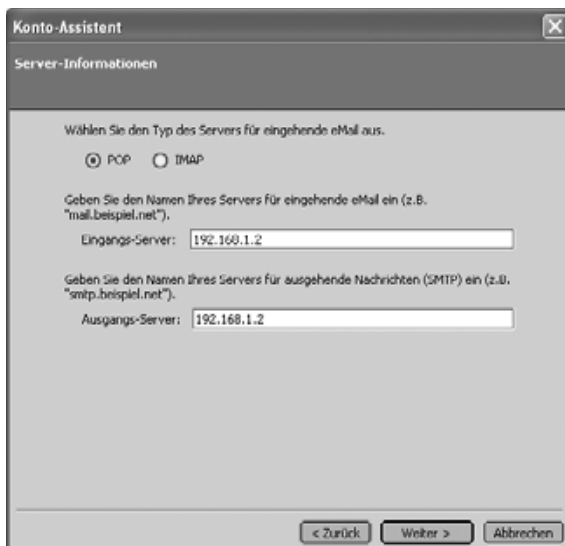 Konto-Assistent
Server-Informationen
Wählen Sie den Typ des Servers für eingehende eMail aus.
POP IMAP
Geben Sie den Namen Ihres Servers für eingehende eMail ein (z.B.
"mail.beispiel.net").
Eingangs-Server: 192.168.1.2
Geben Sie den Namen Ihres Servers für ausgehende Nachrichten (SMTP) ein (z.B.
"smtp.beispiel.net").
Ausgangs-Server: 192.168.1.2
< Zurück Weiter > Abbrechen